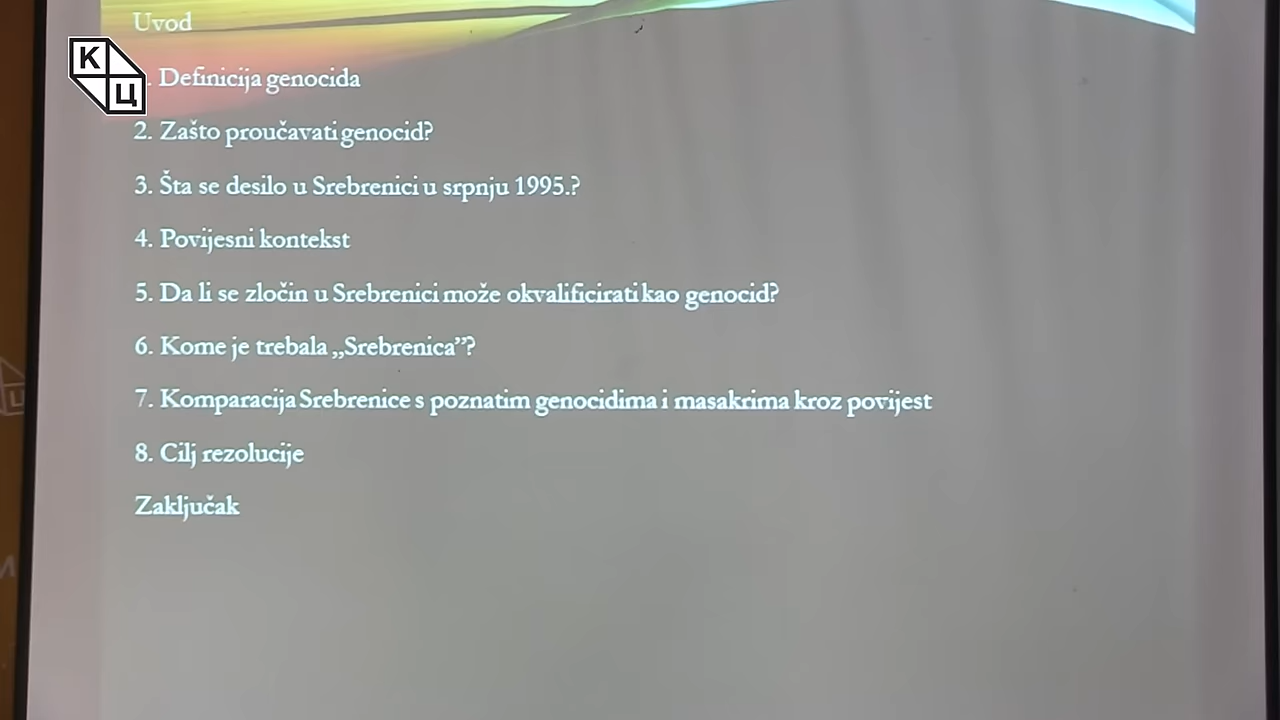 Uvod
КЦ
. Definicija genocida
2. Zašto proučavati genocid?
3. Šta se desilo u Srebrenici u srpnju 1995.?
4. Povijesni kontekst
5. Da li se zločin u Srebrenici može okvalificirati kao genocid?
6. Kome je trebala „Srebrenica”?
7. Komparacija Srebrenice s poznatim genocidima i masakrima kroz povijest
8. Cilj rezolucije
Zaključak